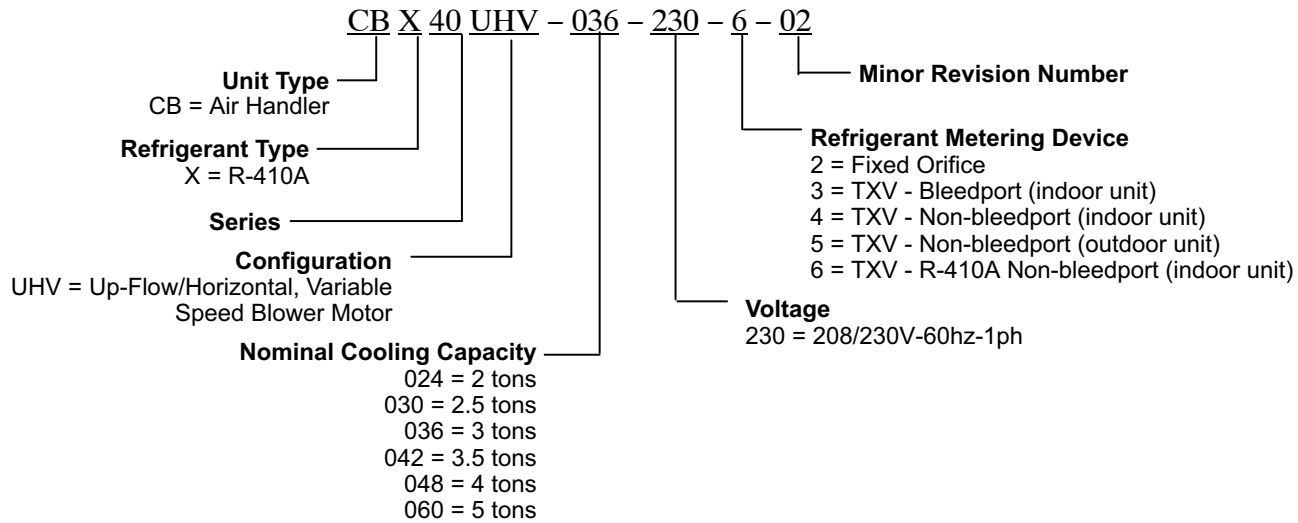 CB X 40 UHV – 036 – 230 – 6 – 02
Unit Type
CB = Air Handler
Refrigerant Type
X = R-410A
Series
Configuration
UHV = Up-Flow/Horizontal, Variable
Speed Blower Motor
Nominal Cooling Capacity
024 = 2 tons
030 = 2.5 tons
036 = 3 tons
042 = 3.5 tons
048 = 4 tons
060 = 5 tons
Minor Revision Number
Refrigerant Metering Device
2 = Fixed Orifice
3 = TXV - Bleedport (indoor unit)
4 = TXV - Non-bleedport (indoor unit)
5 = TXV - Non-bleedport (outdoor unit)
6 = TXV - R-410A Non-bleedport (indoor unit)
Voltage
230 = 208/230V-60hz-1ph